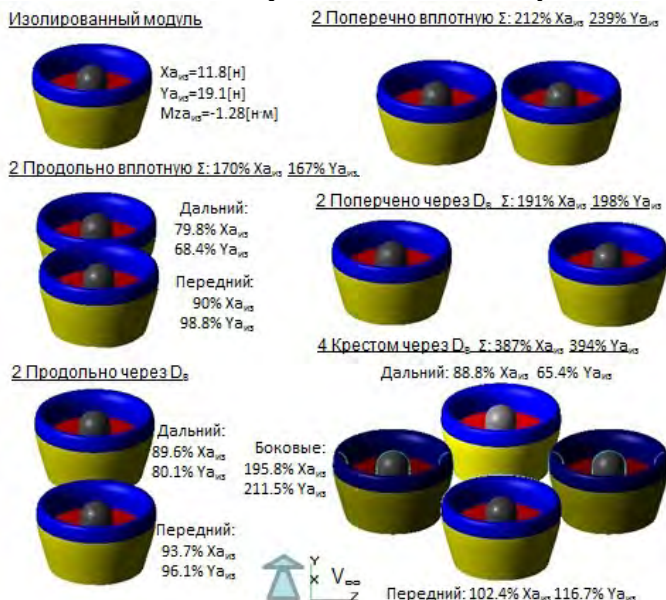 Изолированный модуль
Xaиз=11.8[н]
Yaиз=19.1[н]
Mzaиз=-1.28[н·м]
2 Поперечно вплотную Σ: 212% Xaиз 239% Yaиз
2 Продольно вплотную Σ: 170% Xaиз 167% Yaиз
Дальний:
79.8% Xaиз
68.4% Yaиз
Передний:
90% Xaиз
98.8% Yaиз
2 Поперчено через Dв Σ: 191% Xaиз 198% Yaиз
2 Продольно через Dв
Дальний:
89.6% Xaиз
80.1% Yaиз
Передний:
93.7% Xaиз
96.1% Yaиз
4 Крестом через Dв Σ: 387% Xaиз 394% Yaиз
Дальний: 88.8% Xaиз 65.4% Yaиз
Боковые:
195.8% Xaиз
211.5% Yaиз
Передний: 102.4% Xaиз 116.7% Yaиз
Y
X V∞
Z